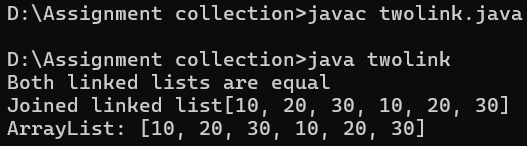 D:\Assignment collection>javac twolink.java
D:\Assignment collection>java twolink
Both linked lists are equal
Joined linked list[10, 20, 30, 10, 20, 30]
ArrayList: [10, 20, 30, 10, 20, 30]